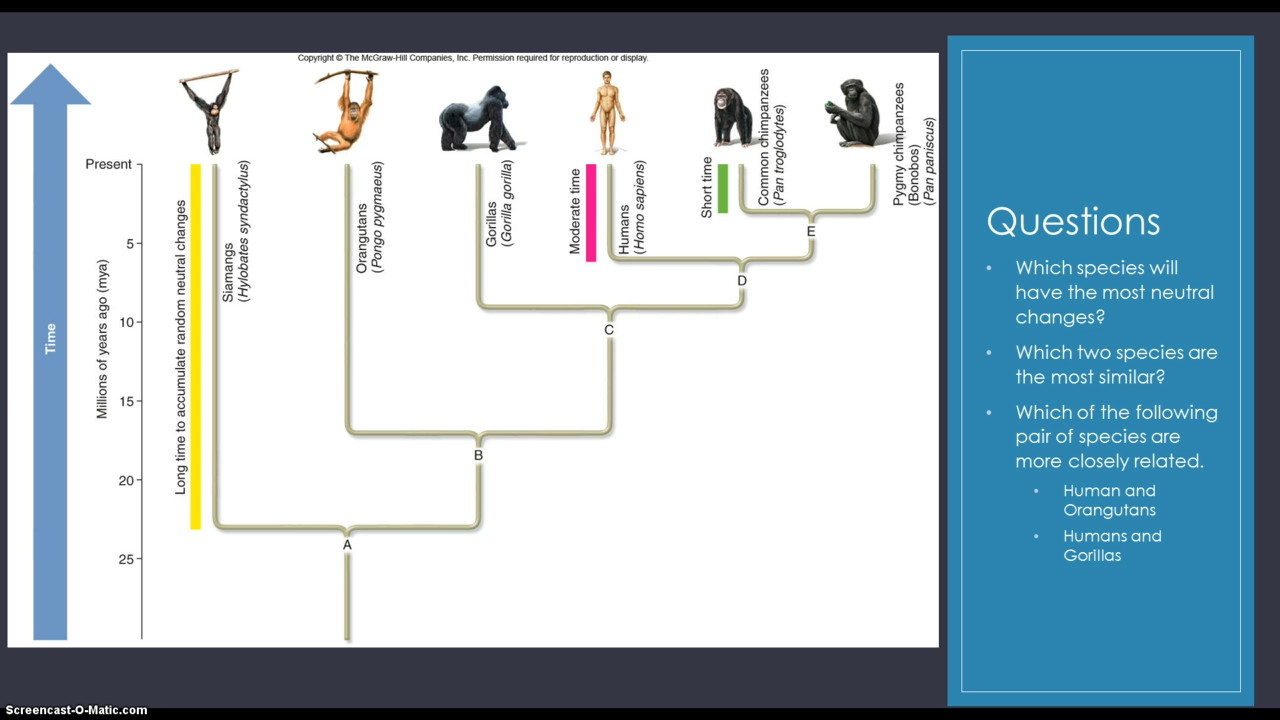 Copyright © The McGraw-Hill Companies, Inc. Permission required for reproduction or display.
Time
Millions of years ago (mya)
Present
5
10
15
20
25
Long time to accumulate random neutral changes
Siamangs
(Hylobates syndactylus)
Orangutans
(Pongo pygmaeus)
Gorillas
(Gorilla gorilla)
Moderate time
Humans
(Homo sapiens)
Short time
Common chimpanzees
(Pan troglodytes)
Pygmy chimpanzees
(Bonobos)
(Pan paniscus)
E
D
C
B
A
Questions
• Which species will
have the most neutral
changes?
• Which two species are
the most similar?
• Which of the following
pair of species are
more closely related.
• Human and
Orangutans
• Humans and
Gorillas
Screencast-O-Matic.com